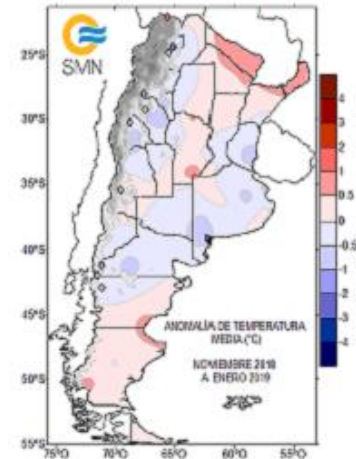 SMN
25°S
30°S
35°S
40°S
45°S
50°S
55°S
75°O 70°O 65°O 60°O 55°O
4
3
2
1
0.5
0
-0.5
-1
-2
-3
-4
ANOMALÍA DE TEMPERATURA
MEDIA (°C)
NOVIEMBRE 2018
A ENERO 2019